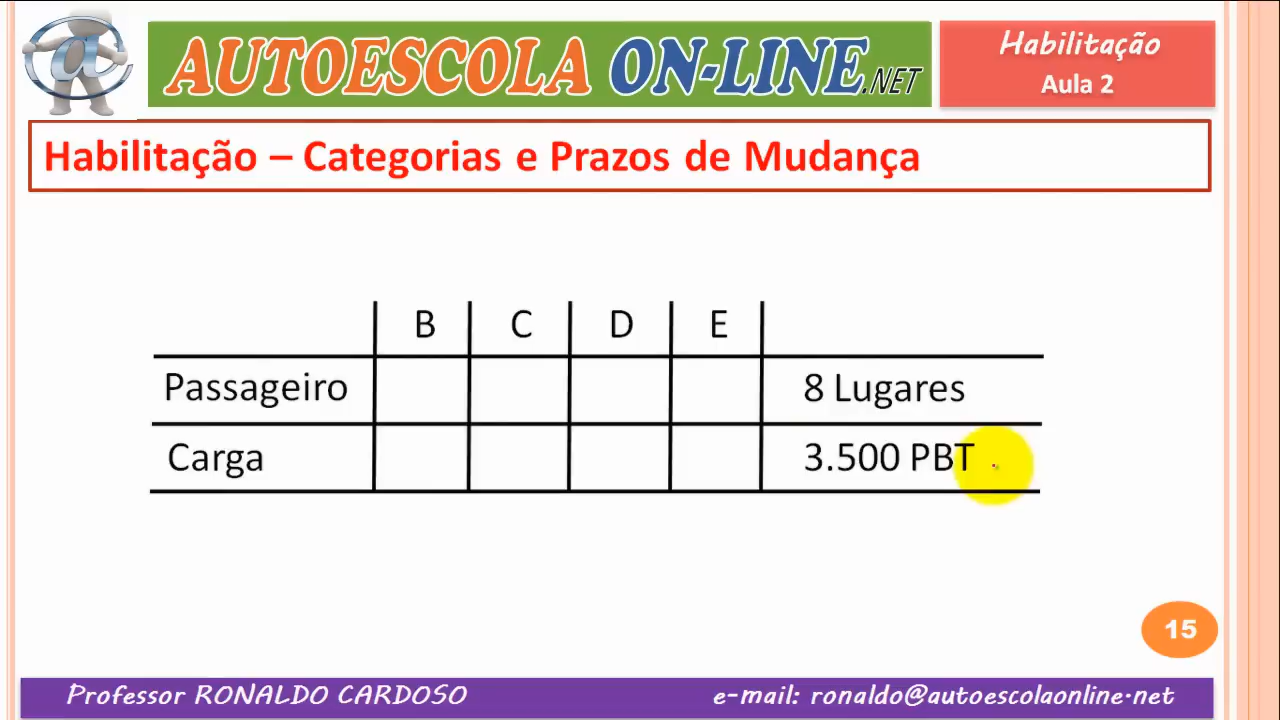 AUTOESCOLA ON-LINE.NET
Habilitação
Aula 2
Habilitação – Categorias e Prazos de Mudança
B C D E
Passageiro 8 Lugares
Carga 3.500 PBT
15
Professor RONALDO CARDOSO e-mail: ronaldo@autoescolaonline.net